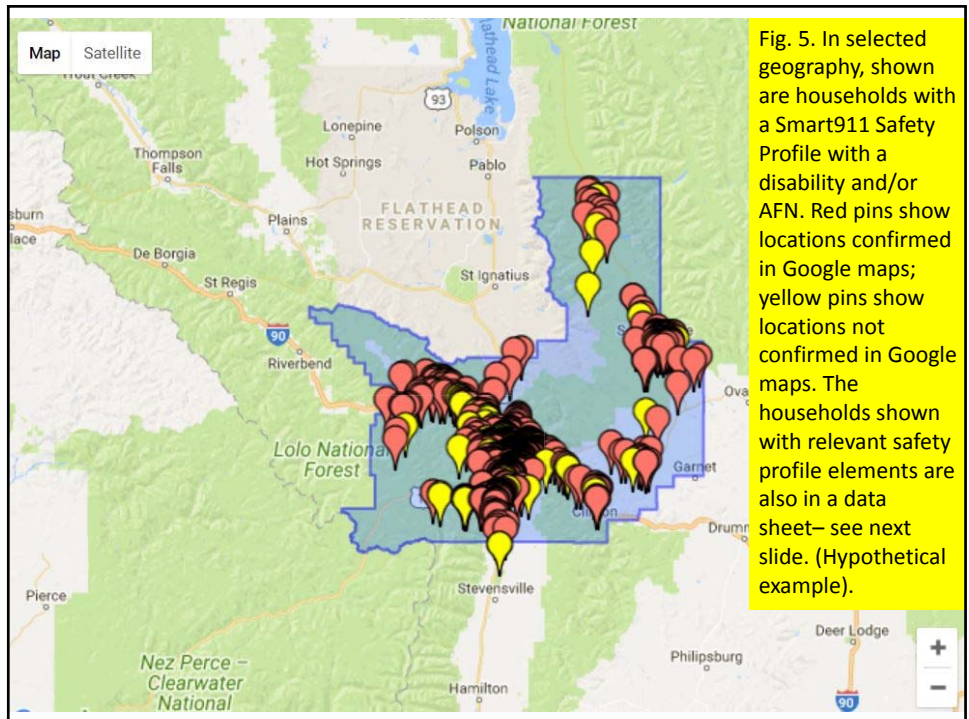 National Forest
Map Satellite
Trout Creek
Flathead Lake
93
Lonepine
Polson
Thompson
Falls
Hot Springs
Pablo
FLATHEAD
RESERVATION
Plains
De Borgia
St Ignatius
St Regis
90
Riverbend
Lolo National
Forest
Ova
Garnet
Clinton
Drumm
Stevensville
Pierce
Deer Lodge
Philipsburg
Nez Perce –
Clearwater
National
Hamilton
90
+
−
Fig. 5. In selected
geography, shown
are households with
a Smart911 Safety
Profile with a
disability and/or
AFN. Red pins show
locations confirmed
in Google maps;
yellow pins show
locations not
confirmed in Google
maps. The
households shown
with relevant safety
profile elements are
also in a data
sheet– see next
slide. (Hypothetical
example).